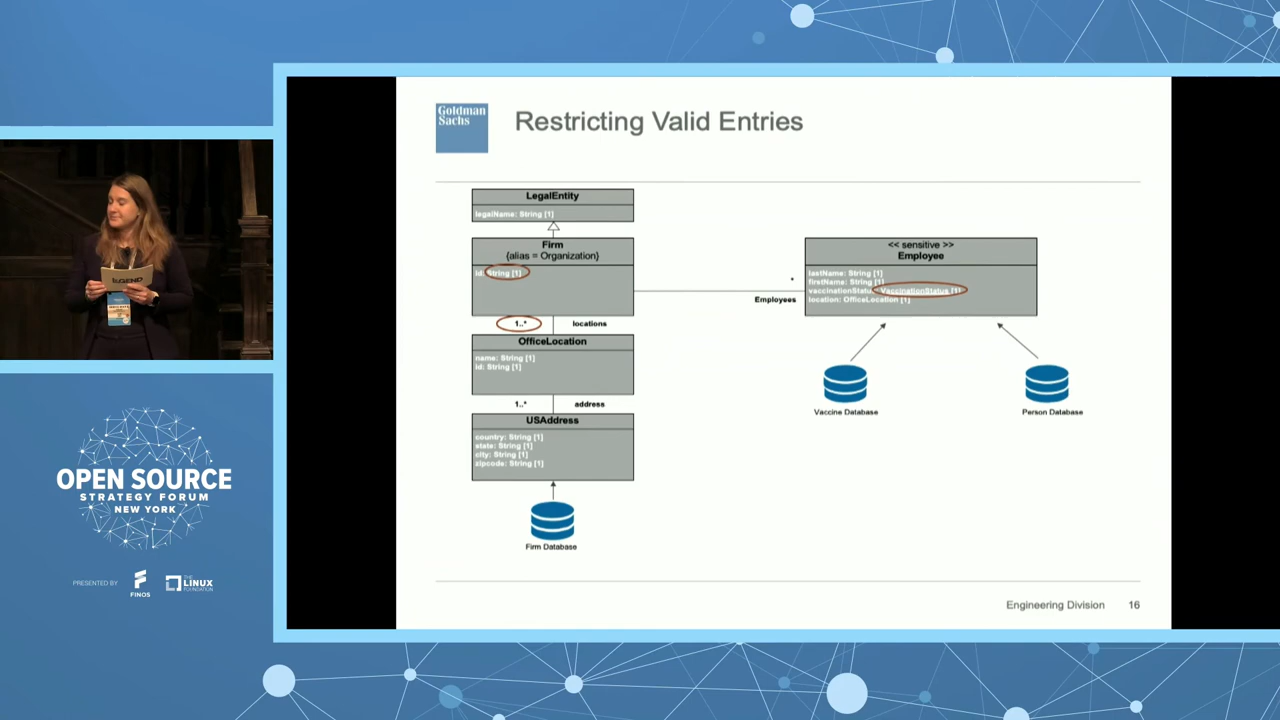 Goldman
Sachs
Restricting Valid Entries
LegalEntity
legalName: String [1]
Firm
{alias = Organization}
id: String [1]
1..*
locations
OfficeLocation
name: String [1]
id: String [1]
1..*
address
USAddress
country: String [1]
state: String [1]
city: String [1]
zipcode: String [1]
Firm Database
*
Employees
<< sensitive >>
Employee
lastName: String [1]
firstName: String [1]
vaccinationStatus: VaccinationStatus [1]
location: OfficeLocation [1]
Vaccine Database
Person Database
Engineering Division 16
OPEN SOURCE
STRATEGY FORUM
NEW YORK
PRESENTED BY
FINOS
THE
LINUX
FOUNDATION